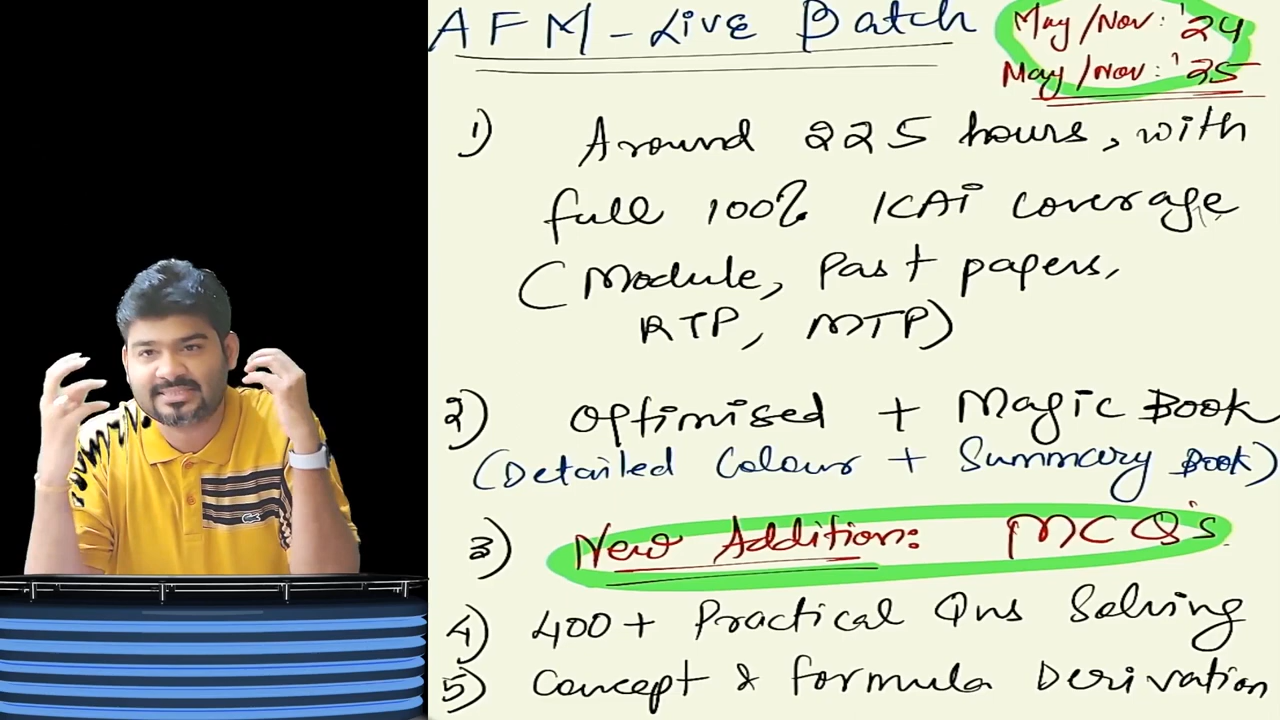 AFM - Live Batch
May/Nov: '24
May/Nov: '25
1) Around 225 hours, with
full 100% ICAI coverage
(Module, Past papers,
RTP, MTP)
2) Optimised + Magic Book
(Detailed Colour + Summary Book)
3) New Addition: MCQ's
4) 400+ Practical Qns Solving
5) Concept & formula Derivation